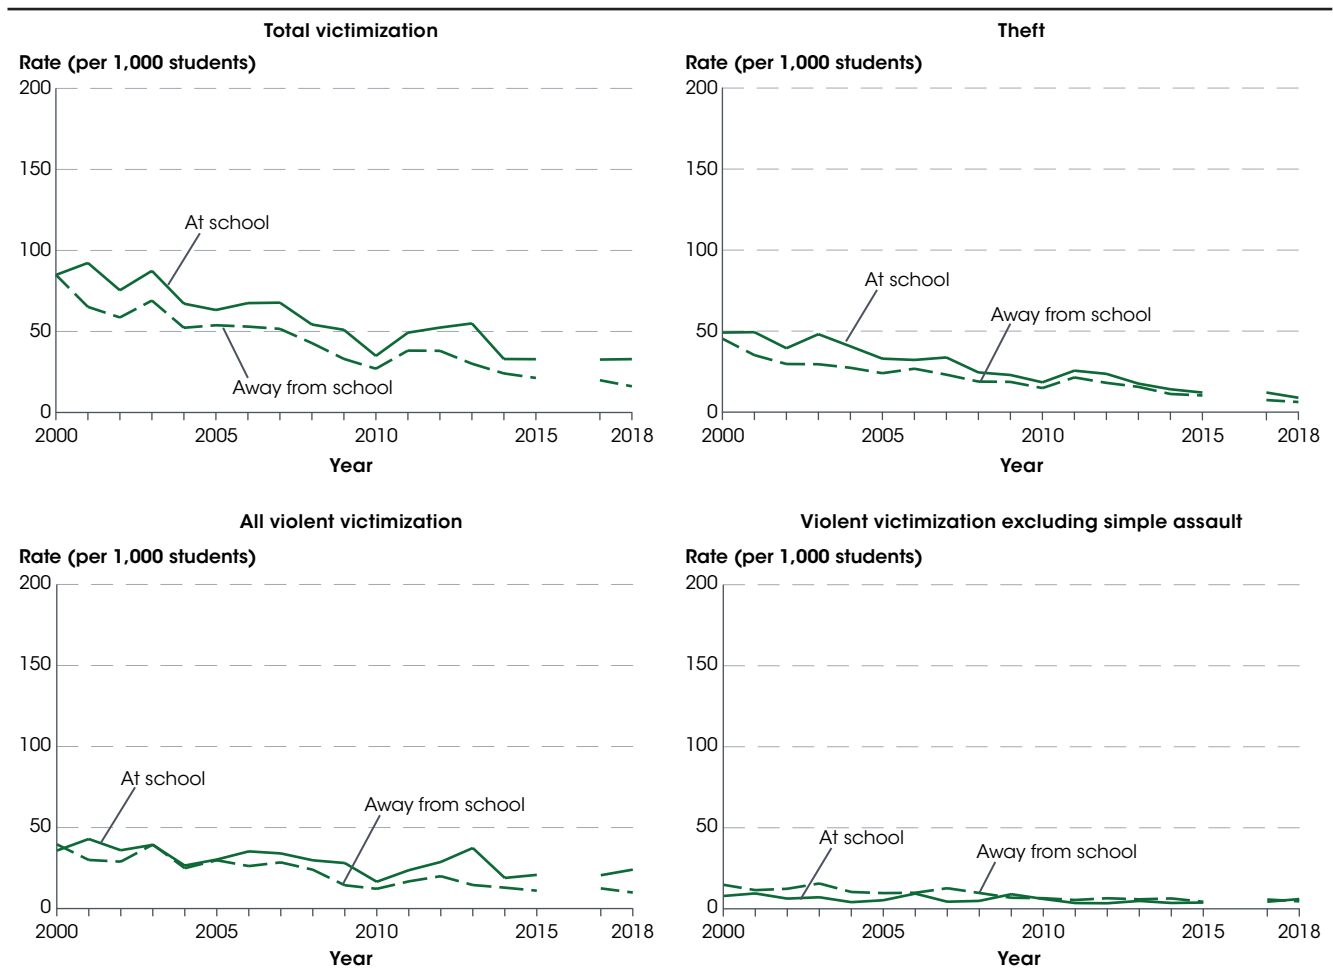 Total victimization
Rate (per 1,000 students)
200
150
100
50
0
At school
Away from school
2000 2005 2010 2015 2018
Year
Theft
Rate (per 1,000 students)
200
150
100
50
0
At school
Away from school
2000 2005 2010 2015 2018
Year
All violent victimization
Rate (per 1,000 students)
200
150
100
50
0
At school
Away from school
2000 2005 2010 2015 2018
Year
Violent victimization excluding simple assault
Rate (per 1,000 students)
200
150
100
50
0
At school
Away from school
2000 2005 2010 2015 2018
Year